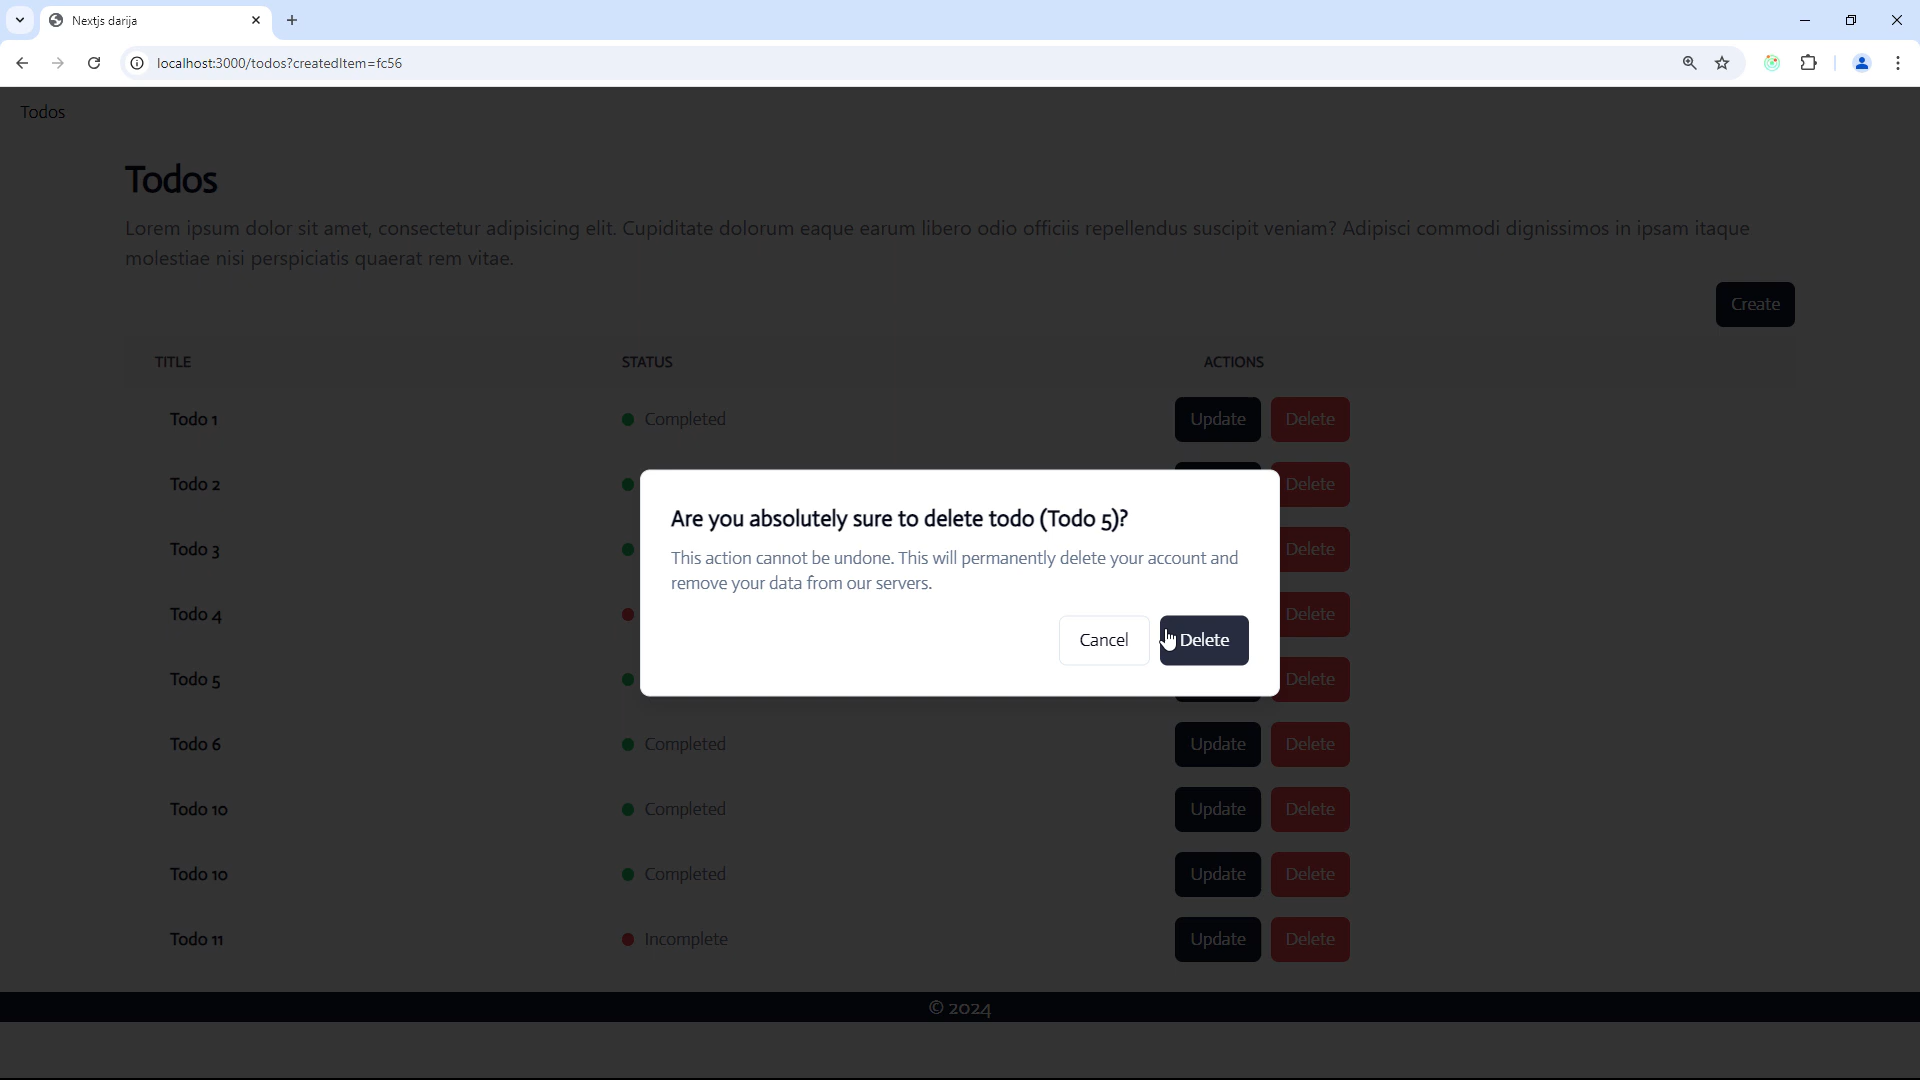 Nextjs darija
localhost:3000/todos?createdItem=fc56
Todos
Todos
Lorem ipsum dolor sit amet, consectetur adipisicing elit. Cupiditate dolorum eaque earum libero odio officiis repellendus suscipit veniam? Adipisci commodi dignissimos in ipsam itaque
molestiae nisi perspiciatis quaerat rem vitae.
Create
TITLE STATUS ACTIONS
Todo 1 Completed Update Delete
Todo 2 Delete
Todo 3 Delete
Todo 4 Delete
Todo 5 Delete
Are you absolutely sure to delete todo (Todo 5)?
This action cannot be undone. This will permanently delete your account and
remove your data from our servers.
Cancel Delete
Todo 6 Completed Update Delete
Todo 10 Completed Update Delete
Todo 10 Completed Update Delete
Todo 11 Incomplete Update Delete
© 2024